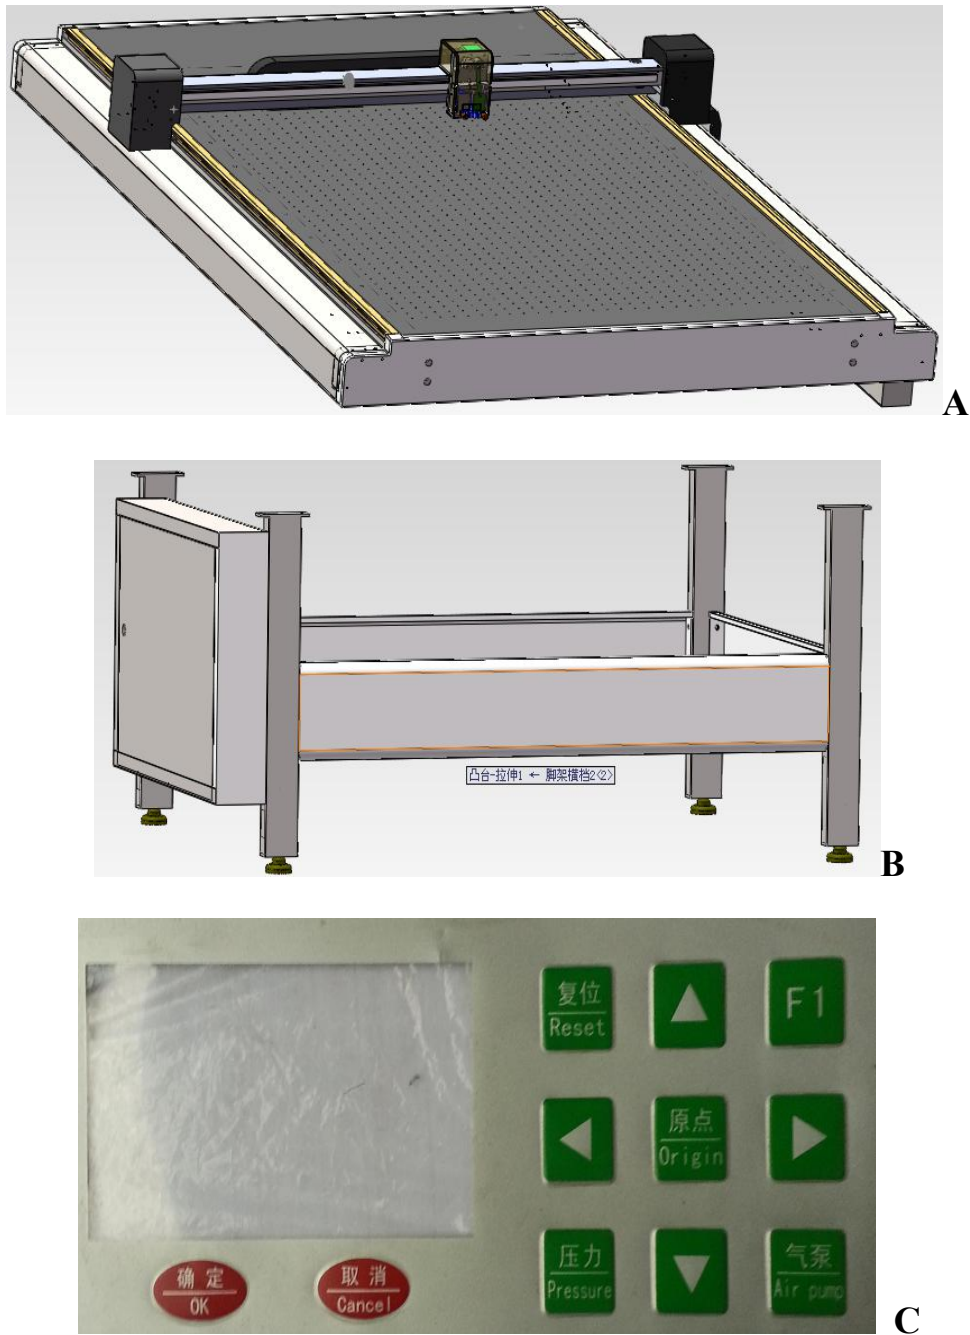 A
凸台-拉伸1 ← 脚架横档2<2>
B
复位
Reset
F1
原点
Origin
压力
Pressure
气泵
Air pump
确定
OK
取消
Cancel
C